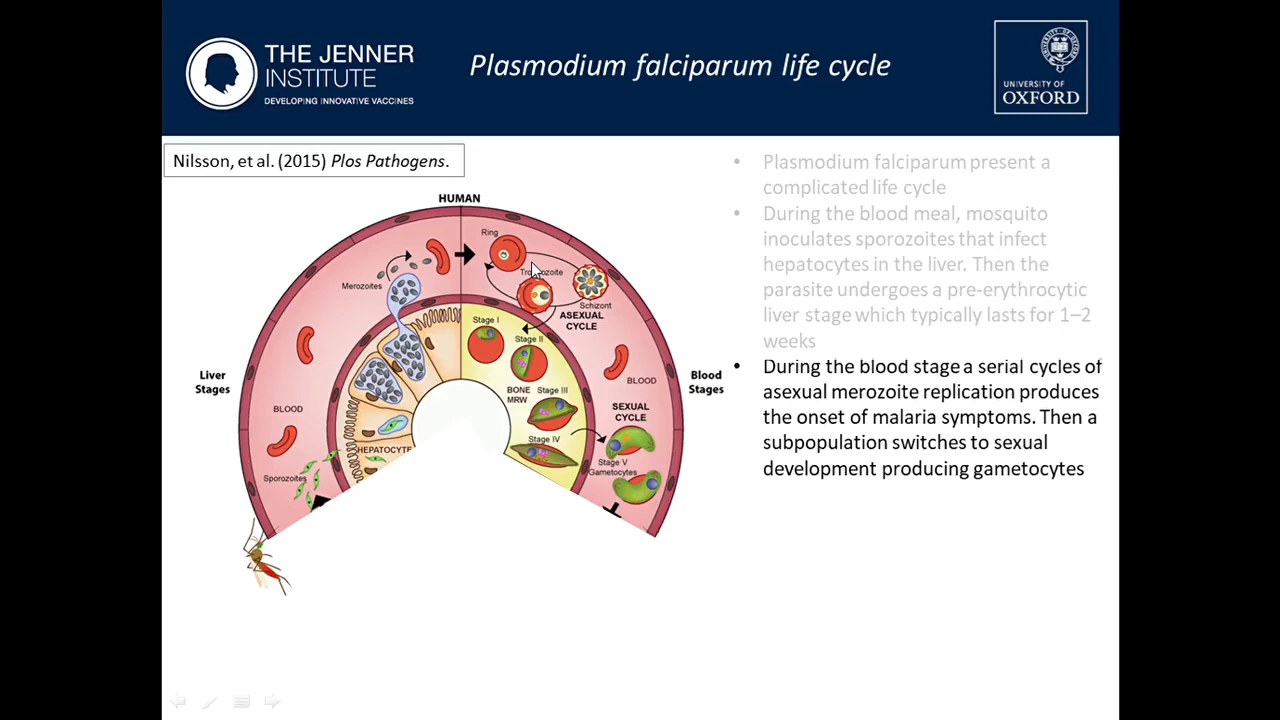 THE JENNER
INSTITUTE
DEVELOPING INNOVATIVE VACCINES
Plasmodium falciparum life cycle
UNIVERSITY OF
OXFORD
Nilsson, et al. (2015) Plos Pathogens.
HUMAN
Ring
Merozoites
Schizont
ASEXUAL
CYCLE
Stage I
Stage II
Liver
Stages
BLOOD
HEPATOCYTE
Sporozoites
BONE
MRW
Stage III
Stage IV
BLOOD
Blood
Stages
SEXUAL
CYCLE
Stage V
Gametocytes
• Plasmodium falciparum present a
complicated life cycle
• During the blood meal, mosquito
inoculates sporozoites that infect
hepatocytes in the liver. Then the
parasite undergoes a pre-erythrocytic
liver stage which typically lasts for 1–2
weeks
• During the blood stage a serial cycles of
asexual merozoite replication produces
the onset of malaria symptoms. Then a
subpopulation switches to sexual
development producing gametocytes